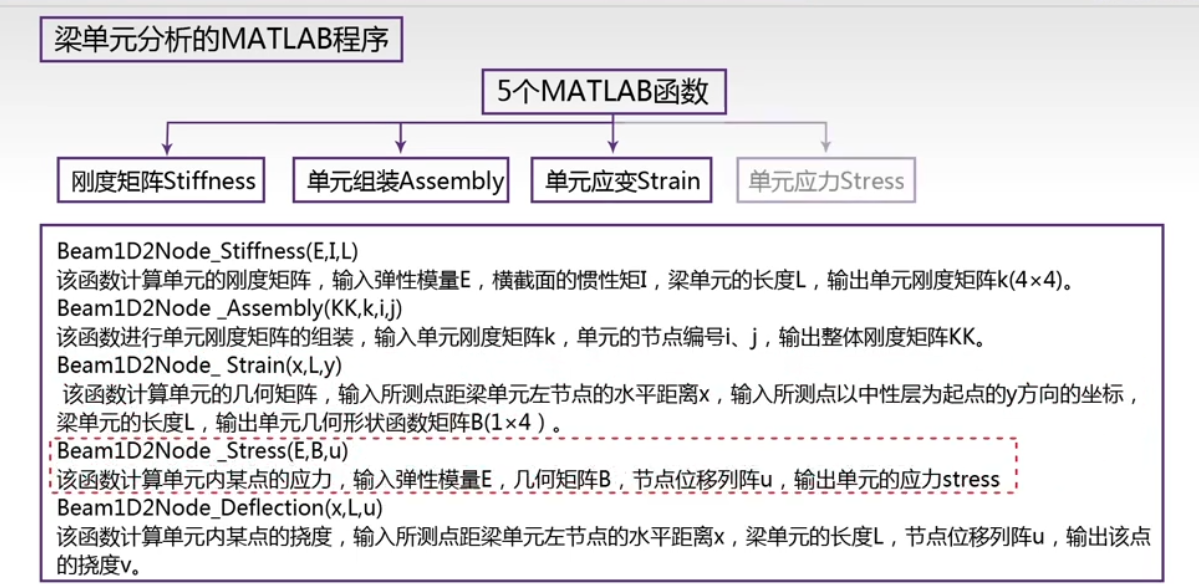 梁单元分析的MATLAB程序
5个MATLAB函数
刚度矩阵Stiffness
单元组装Assembly
单元应变Strain
单元应力Stress
Beam1D2Node_Stiffness(E,I,L)
该函数计算单元的刚度矩阵，输入弹性模量E，横截面的惯性矩I，梁单元的长度L，输出单元刚度矩阵k(4×4)。
Beam1D2Node _Assembly(KK,k,i,j)
该函数进行单元刚度矩阵的组装，输入单元刚度矩阵k，单元的节点编号i、j，输出整体刚度矩阵KK。
Beam1D2Node_ Strain(x,L,y)
该函数计算单元的几何矩阵，输入所测点距梁单元左节点的水平距离x，输入所测点以中性层为起点的y方向的坐标，
梁单元的长度L，输出单元几何形状函数矩阵B(1×4）。
Beam1D2Node _Stress(E,B,u)
该函数计算单元内某点的应力，输入弹性模量E，几何矩阵B，节点位移列阵u，输出单元的应力stress
Beam1D2Node_Deflection(x,L,u)
该函数计算单元内某点的挠度，输入所测点距梁单元左节点的水平距离x，梁单元的长度L，节点位移列阵u，输出该点
的挠度v。